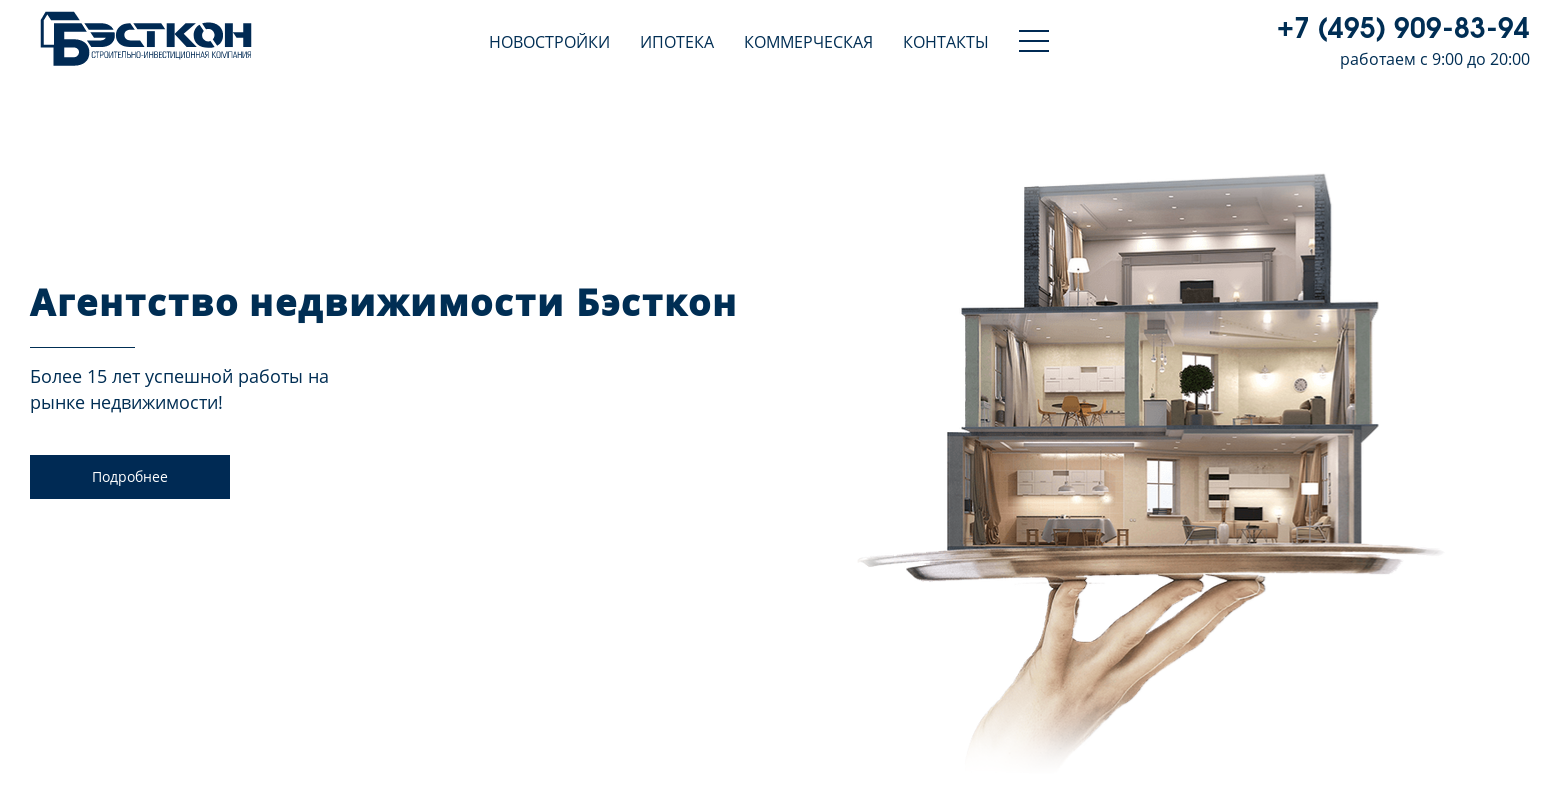 БЭСТКОН
СТРОИТЕЛЬНО-ИНВЕСТИЦИОННАЯ КОМПАНИЯ
НОВОСТРОЙКИ ИПОТЕКА КОММЕРЧЕСКАЯ КОНТАКТЫ
+7 (495) 909-83-94
работаем с 9:00 до 20:00
Агентство недвижимости Бэсткон
Более 15 лет успешной работы на
рынке недвижимости!
Подробнее